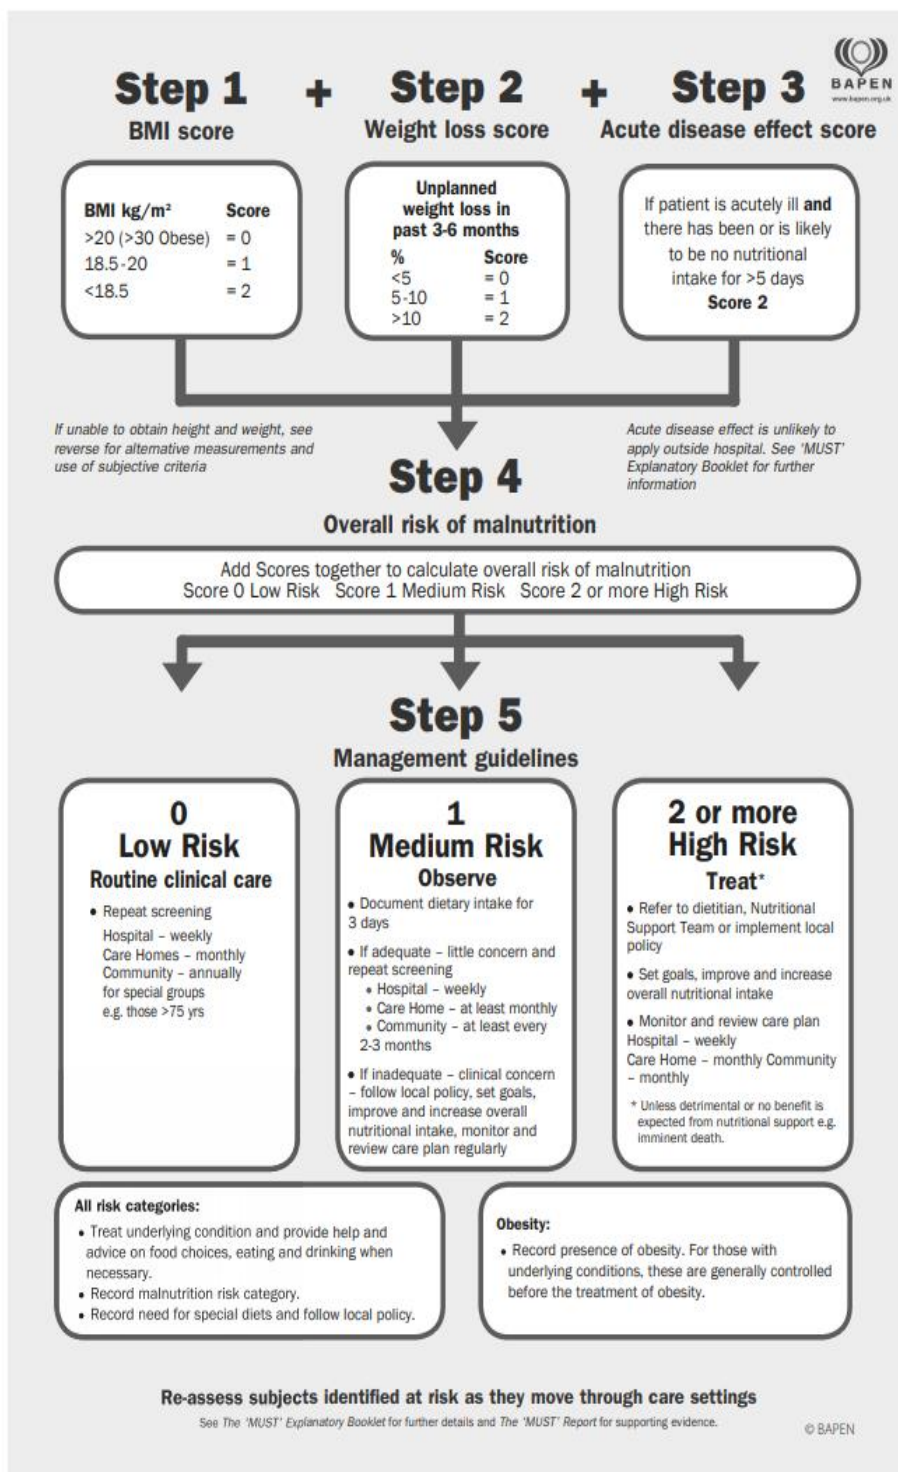 BAPEN
www.bapen.org.uk
Step 1 + Step 2 + Step 3
BMI score
Weight loss score
Acute disease effect score
BMI kg/m² Score
>20 (>30 Obese) = 0
18.5-20 = 1
<18.5 = 2
Unplanned
weight loss in
past 3-6 months
% Score
<5 = 0
5-10 = 1
>10 = 2
If patient is acutely ill and
there has been or is likely
to be no nutritional
intake for >5 days
Score 2
If unable to obtain height and weight, see
reverse for alternative measurements and
use of subjective criteria
Acute disease effect is unlikely to
apply outside hospital. See ‘MUST’
Explanatory Booklet for further
information
Step 4
Overall risk of malnutrition
Add Scores together to calculate overall risk of malnutrition
Score 0 Low Risk Score 1 Medium Risk Score 2 or more High Risk
Step 5
Management guidelines
0
Low Risk
Routine clinical care
• Repeat screening
Hospital – weekly
Care Homes – monthly
Community – annually
for special groups
e.g. those >75 yrs
1
Medium Risk
Observe
• Document dietary intake for
3 days
• If adequate – little concern and
repeat screening
• Hospital – weekly
• Care Home – at least monthly
• Community – at least every
2-3 months
• If inadequate – clinical concern
– follow local policy, set goals,
improve and increase overall
nutritional intake, monitor and
review care plan regularly
2 or more
High Risk
Treat*
• Refer to dietitian, Nutritional
Support Team or implement local
policy
• Set goals, improve and increase
overall nutritional intake
• Monitor and review care plan
Hospital – weekly
Care Home – monthly Community
– monthly
* Unless detrimental or no benefit is
expected from nutritional support e.g.
imminent death.
All risk categories:
• Treat underlying condition and provide help and
advice on food choices, eating and drinking when
necessary.
• Record malnutrition risk category.
• Record need for special diets and follow local policy.
Obesity:
• Record presence of obesity. For those with
underlying conditions, these are generally controlled
before the treatment of obesity.
Re-assess subjects identified at risk as they move through care settings
See The ‘MUST’ Explanatory Booklet for further details and The ‘MUST’ Report for supporting evidence.
© BAPEN